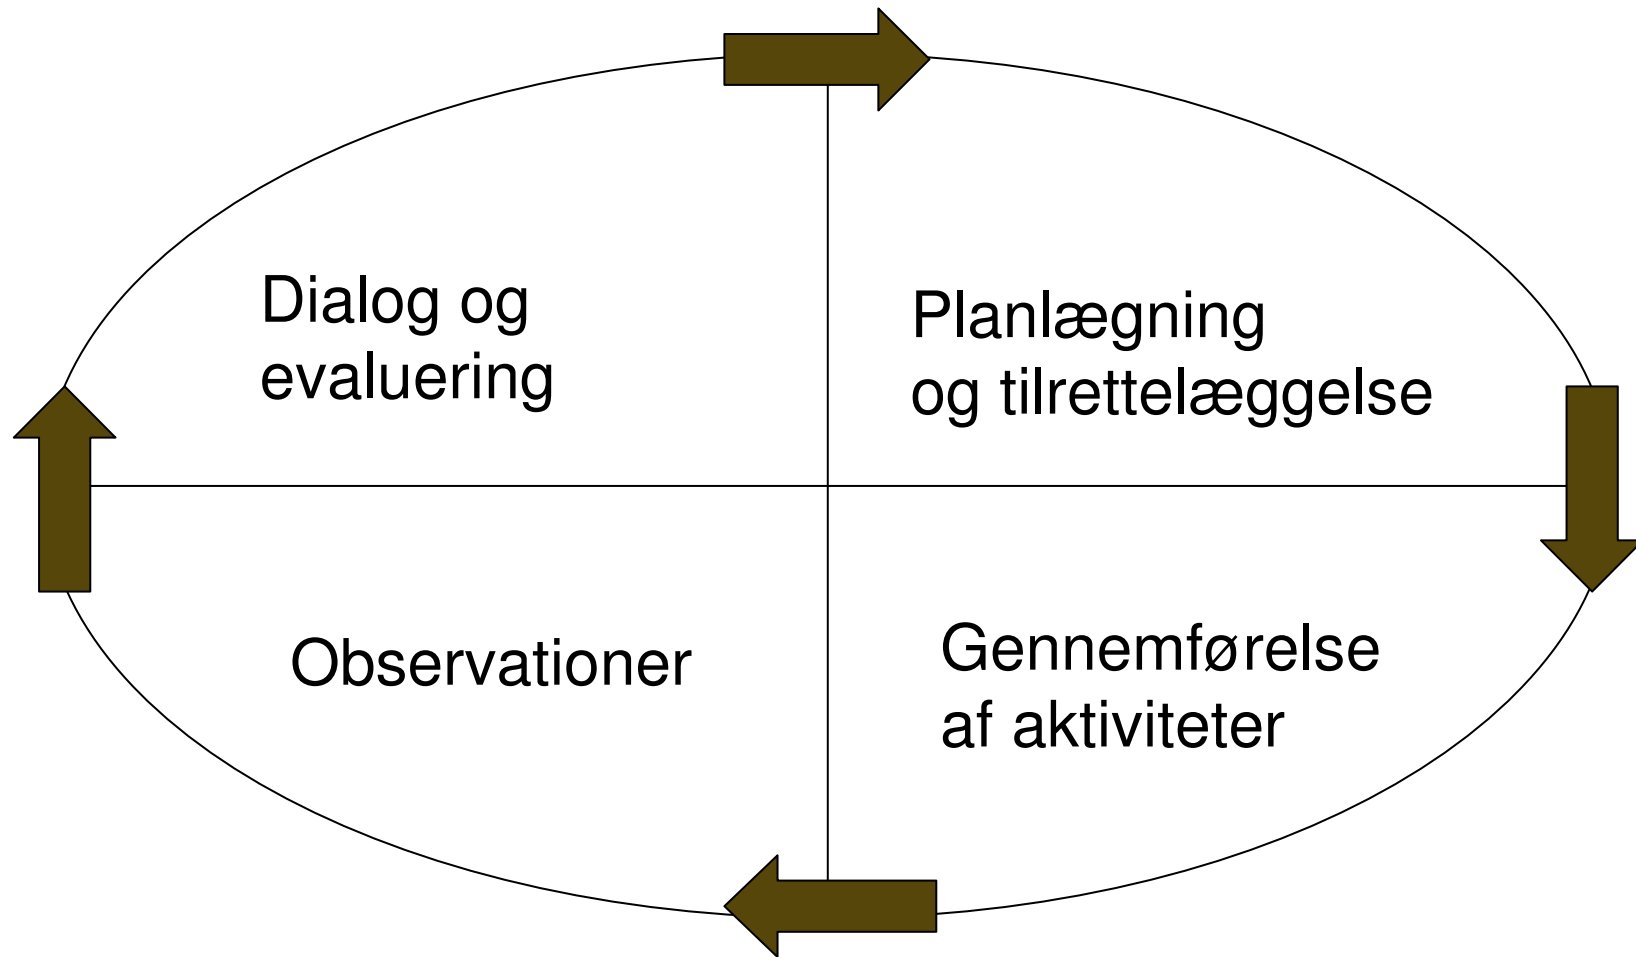 Dialog og
evaluering
Planlægning
og tilrettelæggelse
Observationer
Gennemførelse
af aktiviteter